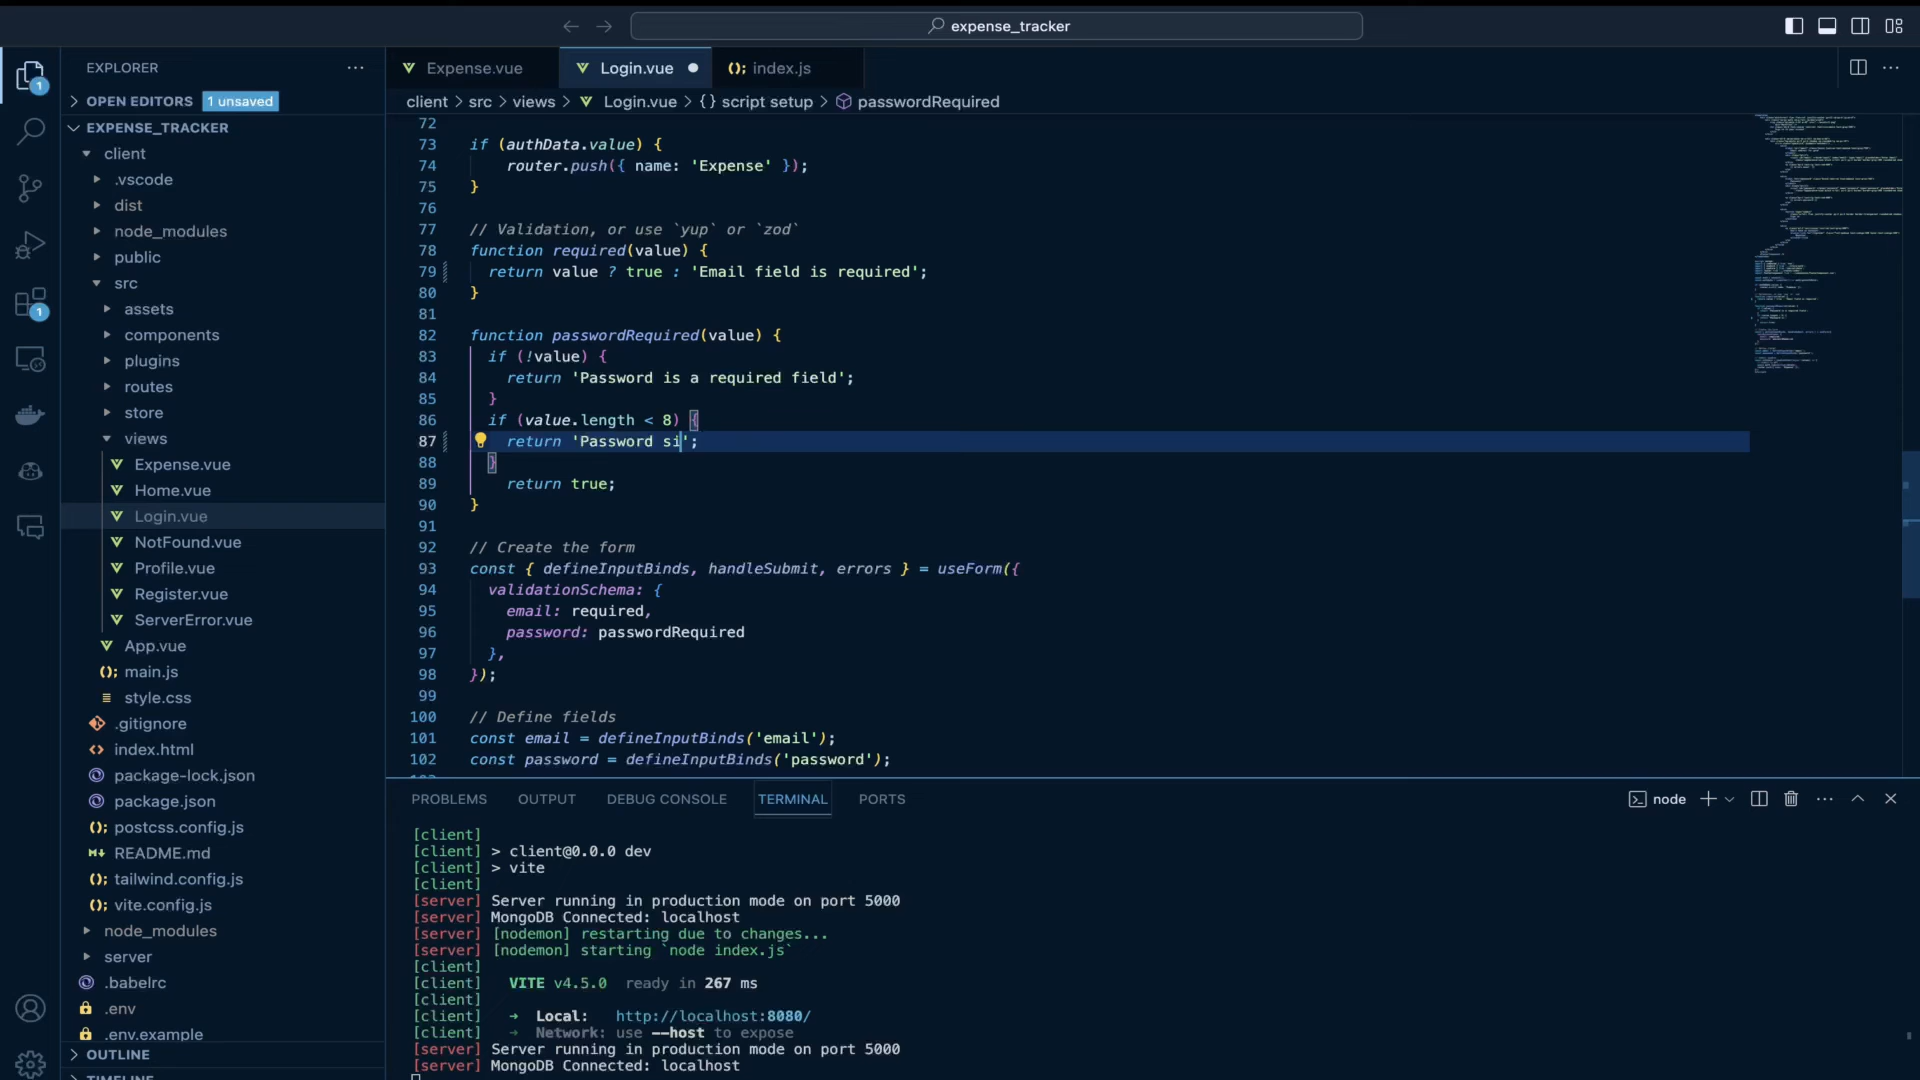 expense_tracker
EXPLORER
OPEN EDITORS 1 unsaved
EXPENSE_TRACKER
client
.vscode
dist
node_modules
public
src
assets
components
plugins
routes
store
views
Expense.vue
Home.vue
Login.vue
NotFound.vue
Profile.vue
Register.vue
ServerError.vue
App.vue
main.js
style.css
.gitignore
index.html
package-lock.json
package.json
postcss.config.js
README.md
tailwind.config.js
vite.config.js
node_modules
server
.babelrc
.env
.env.example
OUTLINE
TIMELINE
1
1
Expense.vue Login.vue index.js
client > src > views > Login.vue > {} script setup > passwordRequired
72
73 if (authData.value) {
74 router.push({ name: 'Expense' });
75 }
76
77 // Validation, or use `yup` or `zod`
78 function required(value) {
79 return value ? true : 'Email field is required';
80 }
81
82 function passwordRequired(value) {
83 if (!value) {
84 return 'Password is a required field';
85 }
86 if (value.length < 8) {
87 return 'Password si';
88 }
89 return true;
90 }
91
92 // Create the form
93 const { defineInputBinds, handleSubmit, errors } = useForm({
94 validationSchema: {
95 email: required,
96 password: passwordRequired
97 },
98 });
99
100 // Define fields
101 const email = defineInputBinds('email');
102 const password = defineInputBinds('password');
PROBLEMS OUTPUT DEBUG CONSOLE TERMINAL PORTS node
[client]
[client] > client@0.0.0 dev
[client] > vite
[client]
[server] Server running in production mode on port 5000
[server] MongoDB Connected: localhost
[server] [nodemon] restarting due to changes...
[server] [nodemon] starting `node index.js`
[client]
[client] VITE v4.5.0 ready in 267 ms
[client]
[client] ➜ Local: http://localhost:8080/
[client] ➜ Network: use --host to expose
[server] Server running in production mode on port 5000
[server] MongoDB Connected: localhost